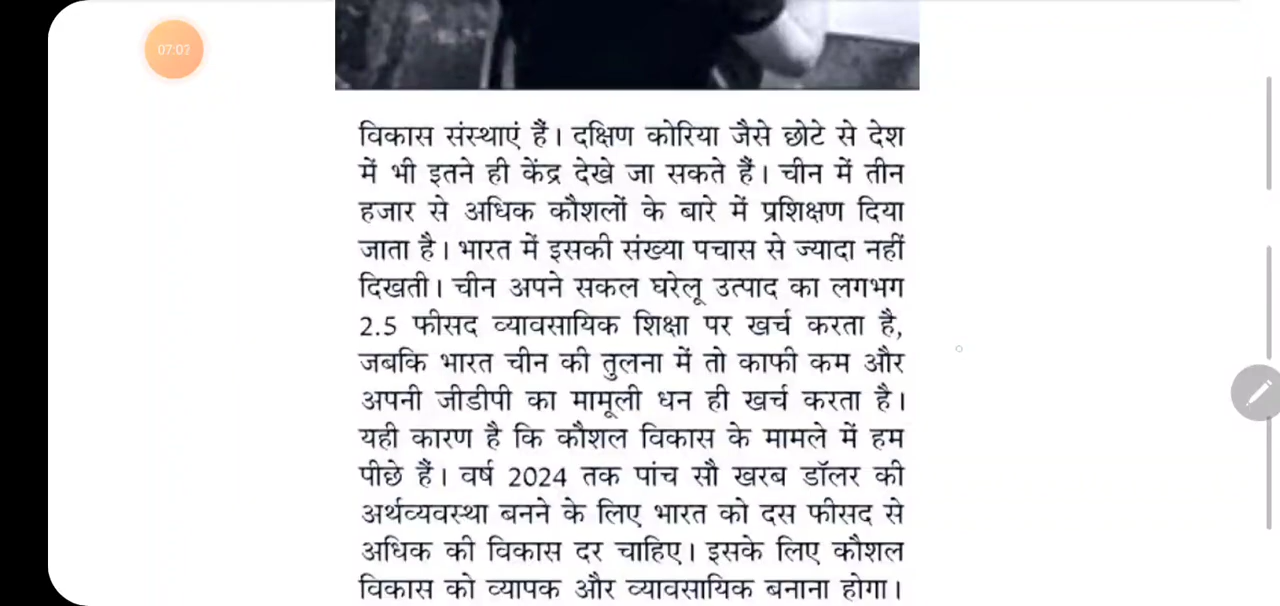 07:02
विकास संस्थाएं हैं। दक्षिण कोरिया जैसे छोटे से देश
में भी इतने ही केंद्र देखे जा सकते हैं। चीन में तीन
हजार से अधिक कौशलों के बारे में प्रशिक्षण दिया
जाता है। भारत में इसकी संख्या पचास से ज्यादा नहीं
दिखती। चीन अपने सकल घरेलू उत्पाद का लगभग
2.5 फीसद व्यावसायिक शिक्षा पर खर्च करता है,
जबकि भारत चीन की तुलना में तो काफी कम और
अपनी जीडीपी का मामूली धन ही खर्च करता है।
यही कारण है कि कौशल विकास के मामले में हम
पीछे हैं। वर्ष 2024 तक पांच सौ खरब डॉलर की
अर्थव्यवस्था बनने के लिए भारत को दस फीसद से
अधिक की विकास दर चाहिए। इसके लिए कौशल
विकास को व्यापक और व्यावसायिक बनाना होगा।